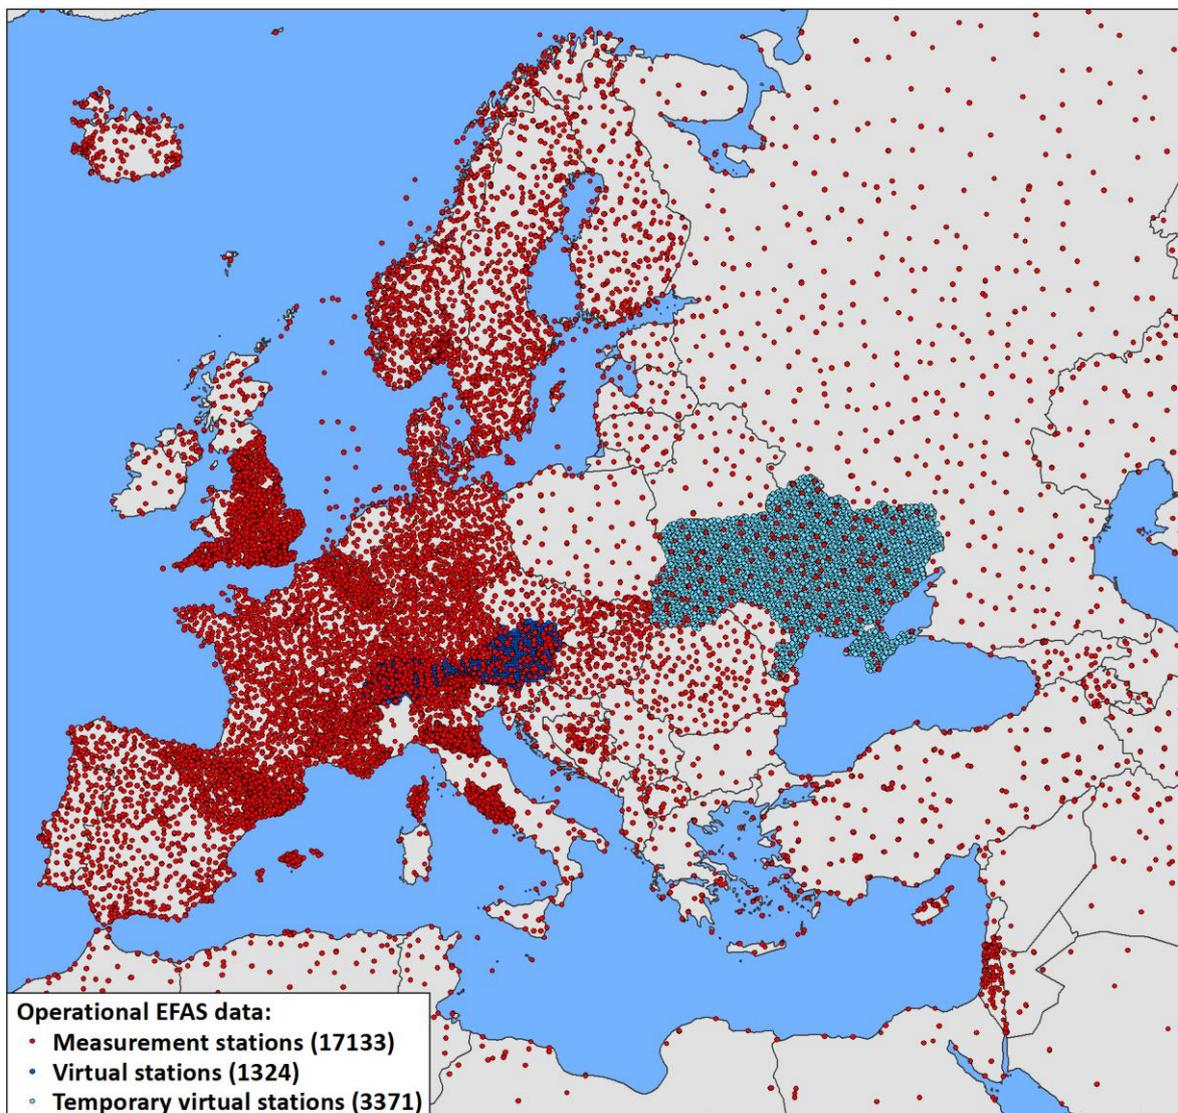 Operational EFAS data:
Measurement stations (17133)
Virtual stations (1324)
Temporary virtual stations (3371)